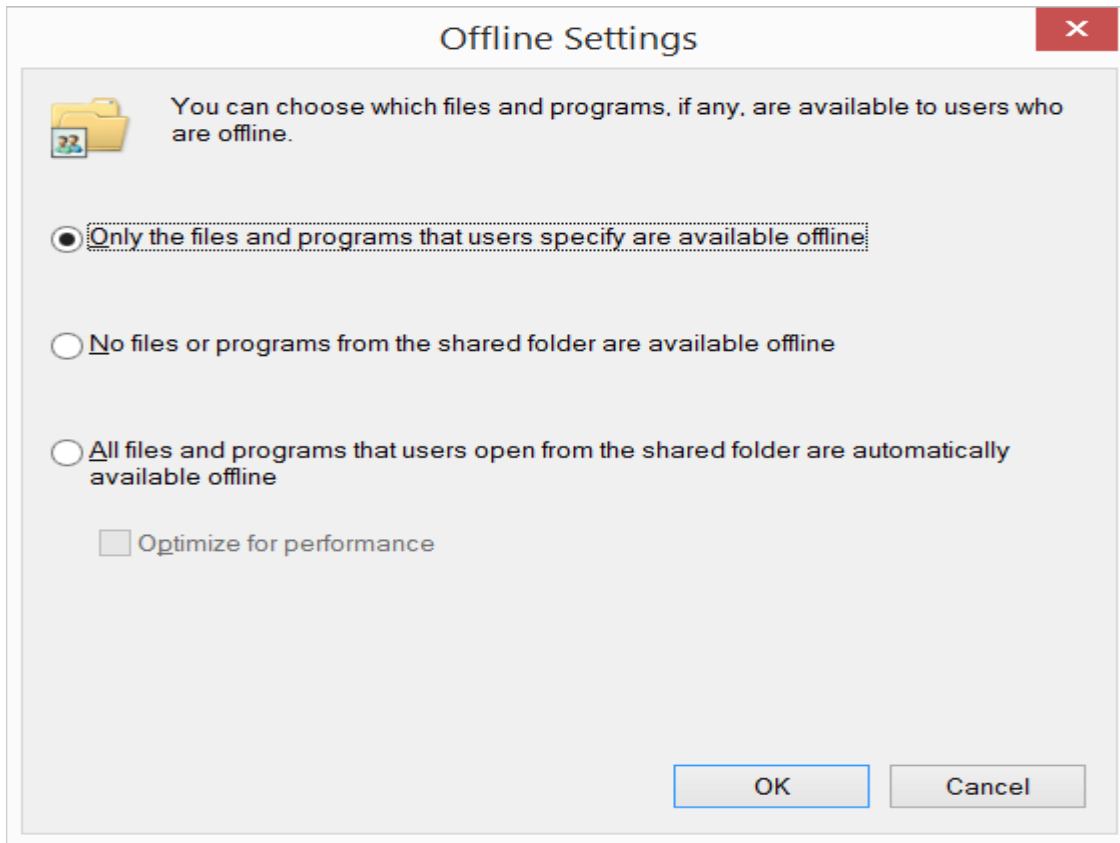 Offline Settings
You can choose which files and programs, if any, are available to users who
are offline.
Only the files and programs that users specify are available offline
No files or programs from the shared folder are available offline
All files and programs that users open from the shared folder are automatically
available offline
Optimize for performance
OK
Cancel